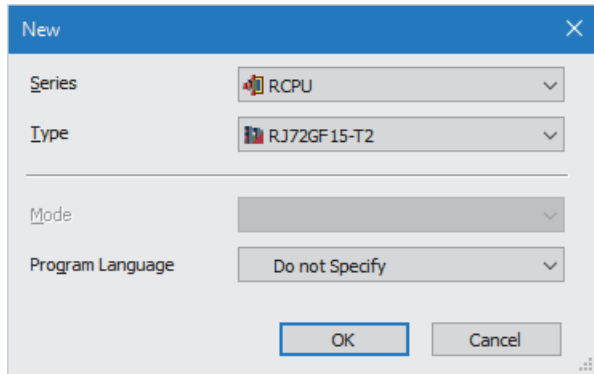 New
Series RCPU
Type RJ72GF15-T2
Mode
Program Language Do not Specify
OK Cancel